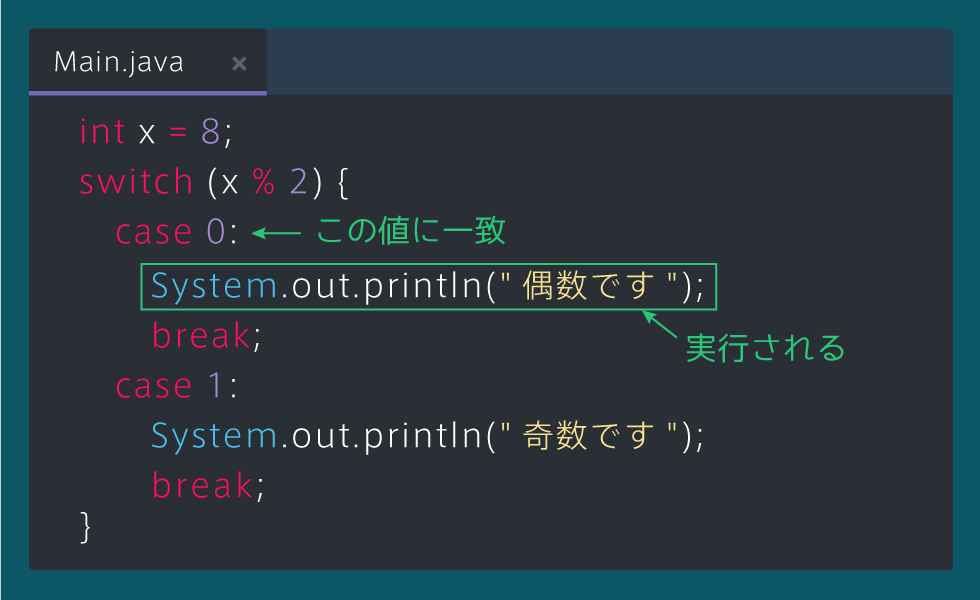 Main.java ×
int x = 8;
switch (x % 2) {
case 0: ← この値に一致
System.out.println(" 偶数です ");
break;
実行される
case 1:
System.out.println(" 奇数です ");
break;
}